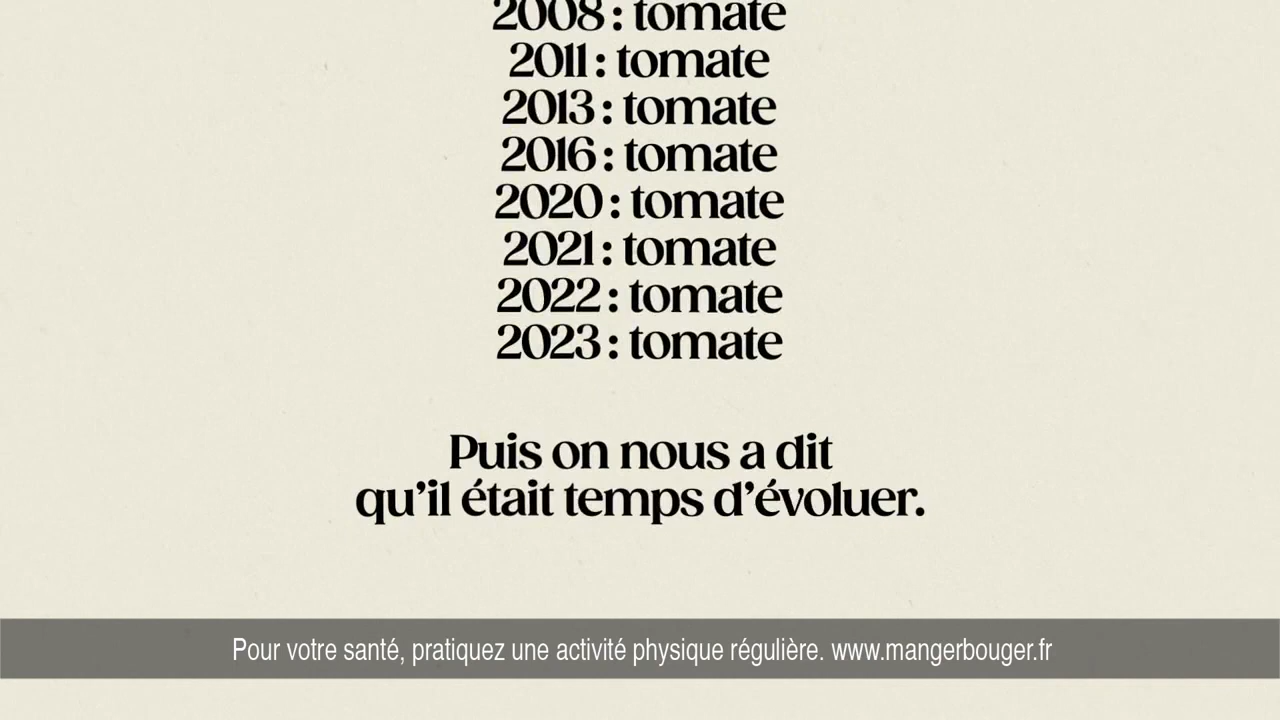 2008 : tomate
2011 : tomate
2013 : tomate
2016 : tomate
2020 : tomate
2021 : tomate
2022 : tomate
2023 : tomate
Puis on nous a dit
qu’il était temps d’évoluer.
Pour votre santé, pratiquez une activité physique régulière. www.mangerbouger.fr